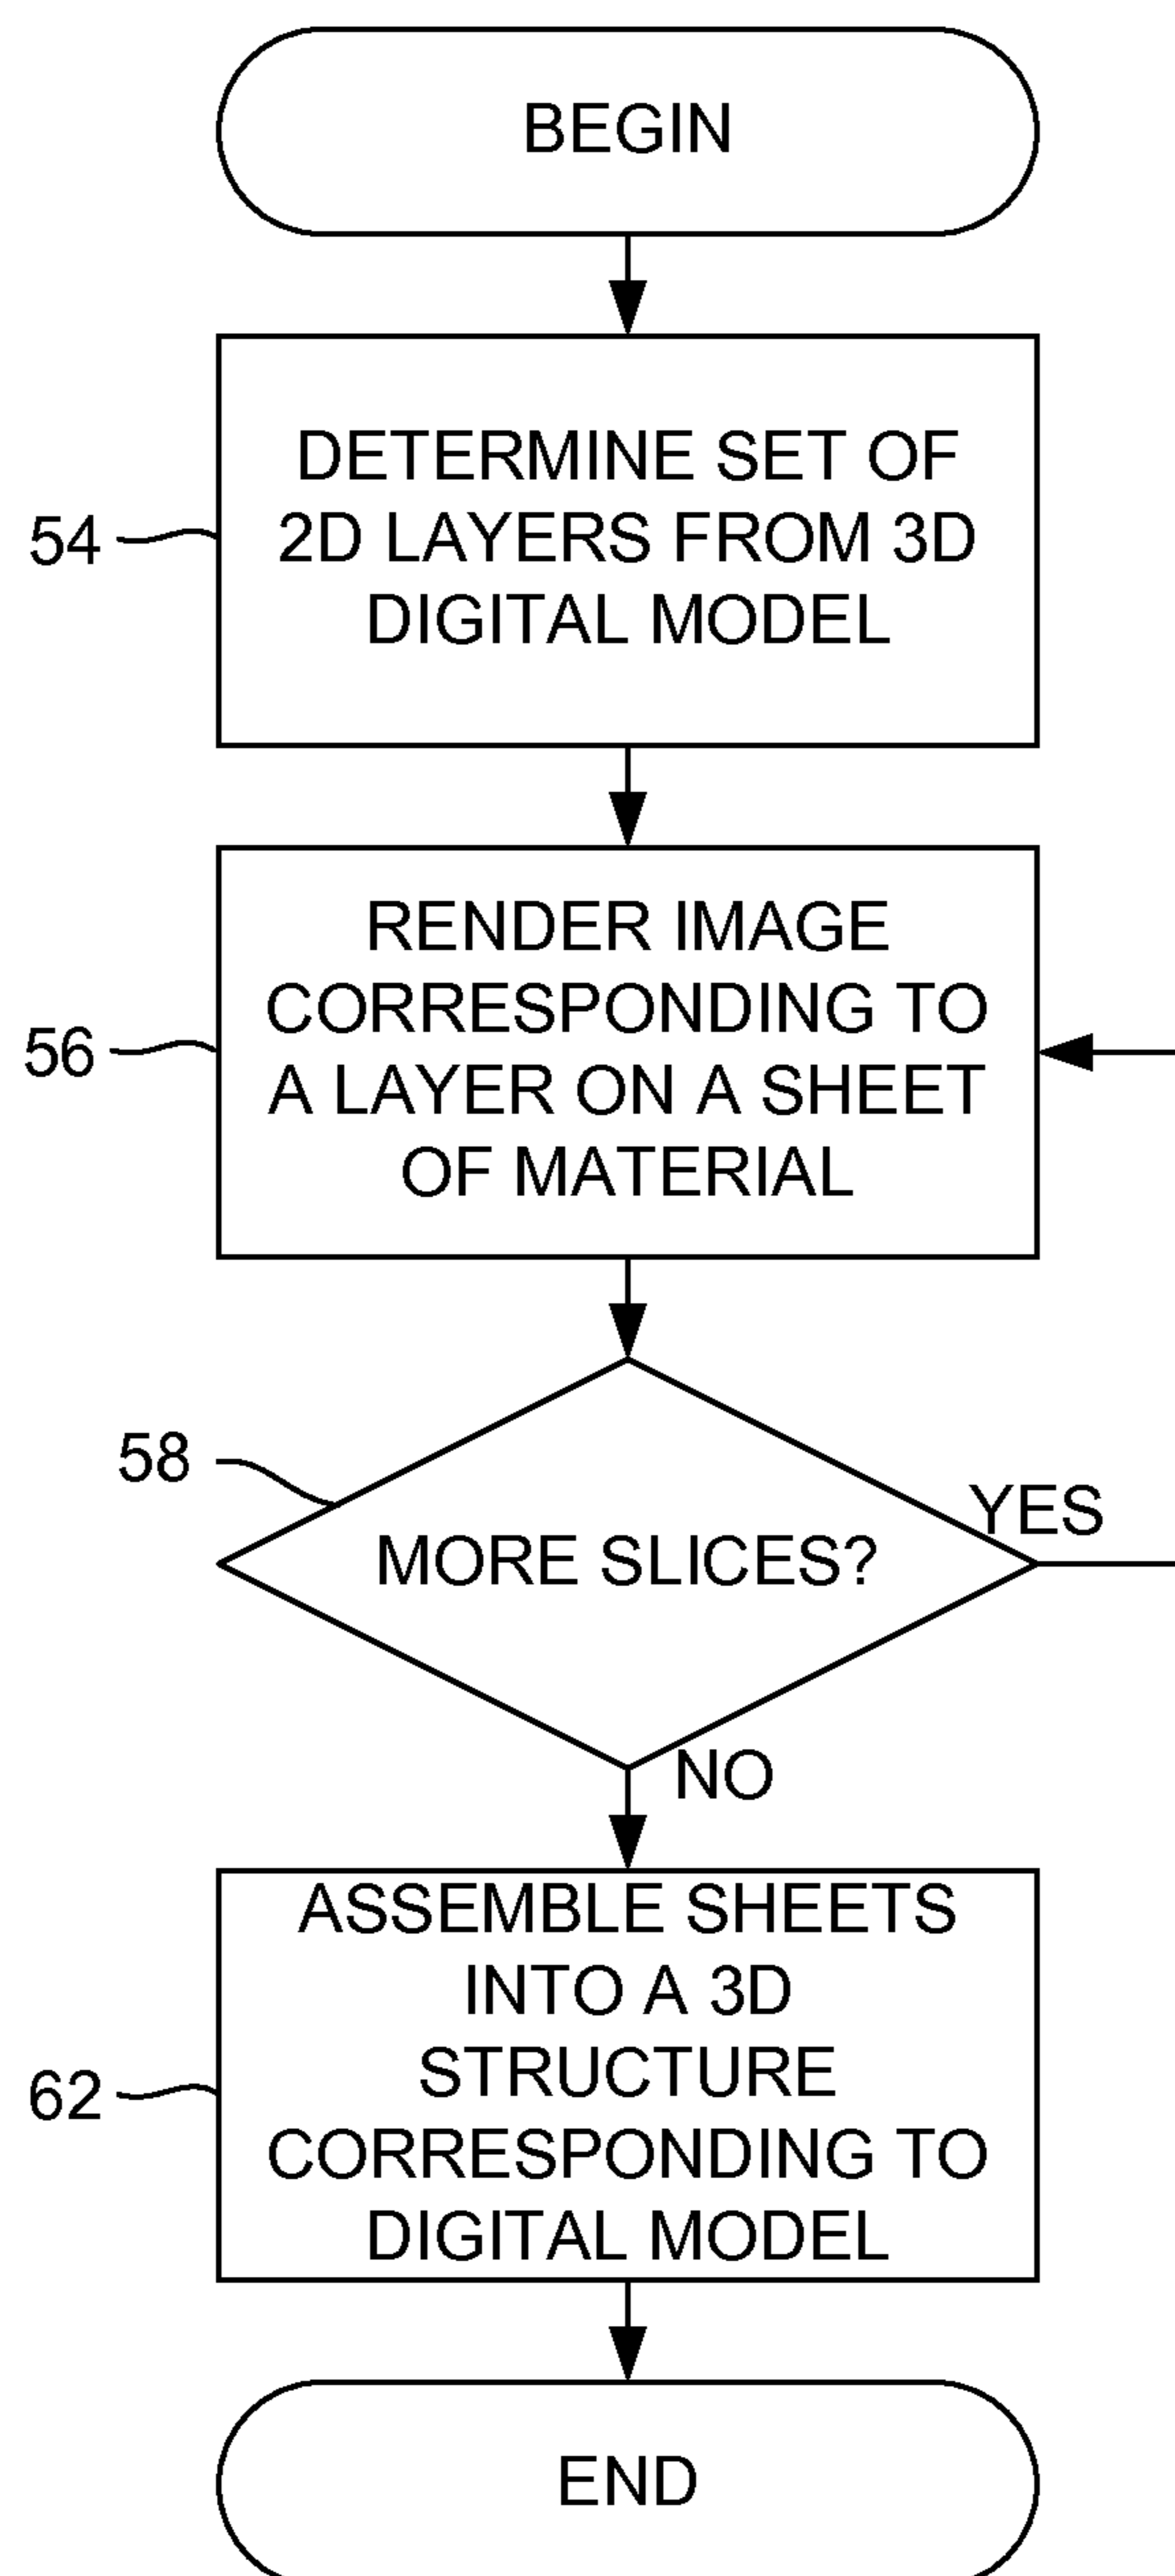 BEGIN
54
DETERMINE SET OF
2D LAYERS FROM 3D
DIGITAL MODEL
56
RENDER IMAGE
CORRESPONDING TO
A LAYER ON A SHEET
OF MATERIAL
58
MORE SLICES?
YES
NO
62
ASSEMBLE SHEETS
INTO A 3D
STRUCTURE
CORRESPONDING TO
DIGITAL MODEL
END